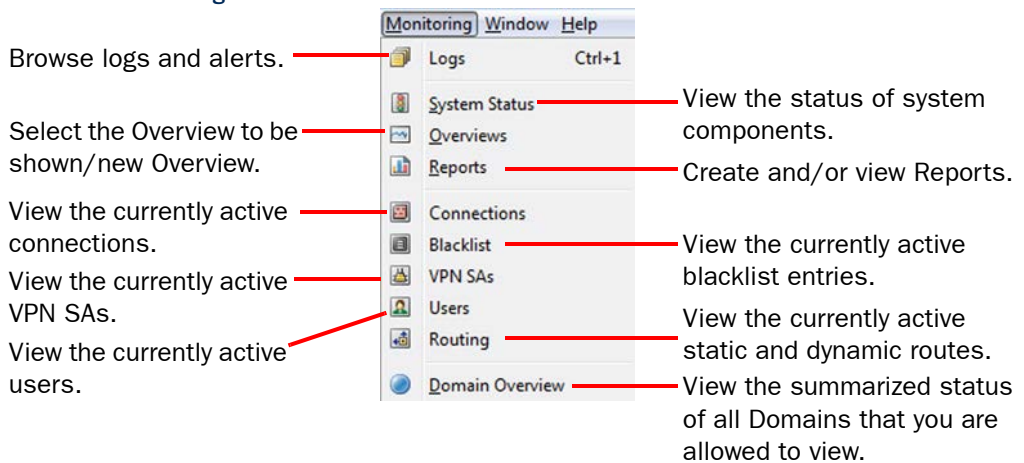 Monitoring Window Help
Browse logs and alerts.
Logs Ctrl+1
System Status
View the status of system
components.
Select the Overview to be
shown/new Overview.
Overviews
Reports
Create and/or view Reports.
View the currently active
connections.
Connections
Blacklist
View the currently active
blacklist entries.
View the currently active
VPN SAs.
VPN SAs
Users
View the currently active
users.
Routing
View the currently active
static and dynamic routes.
Domain Overview
View the summarized status
of all Domains that you are
allowed to view.